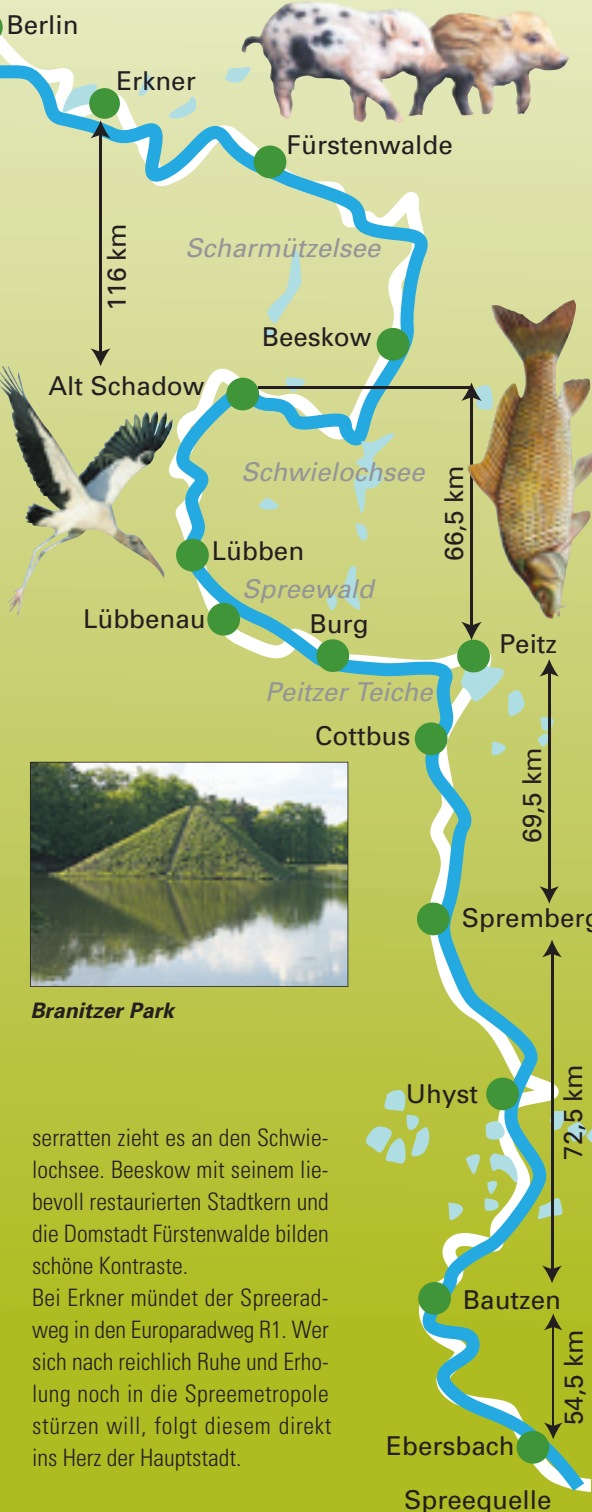 Berlin
Erkner
Fürstenwalde
Scharmützelsee
116 km
Beeskow
Alt Schadow
Schwielochsee
66,5 km
Lübben
Spreewald
Lübbenau
Burg
Peitz
Peitzer Teiche
Cottbus
69,5 km
Spremberg
Branitzer Park
Uhyst
72,5 km
serratten zieht es an den Schwie-
lochsee. Beeskow mit seinem lie-
bevoll restaurierten Stadtkern und
die Domstadt Fürstenwalde bilden
schöne Kontraste.
Bei Erkner mündet der Spreerad-
weg in den Europaradweg R1. Wer
sich nach reichlich Ruhe und Erho-
lung noch in die Spreemetropole
stürzen will, folgt diesem direkt
ins Herz der Hauptstadt.
Bautzen
54,5 km
Ebersbach
Spreequelle